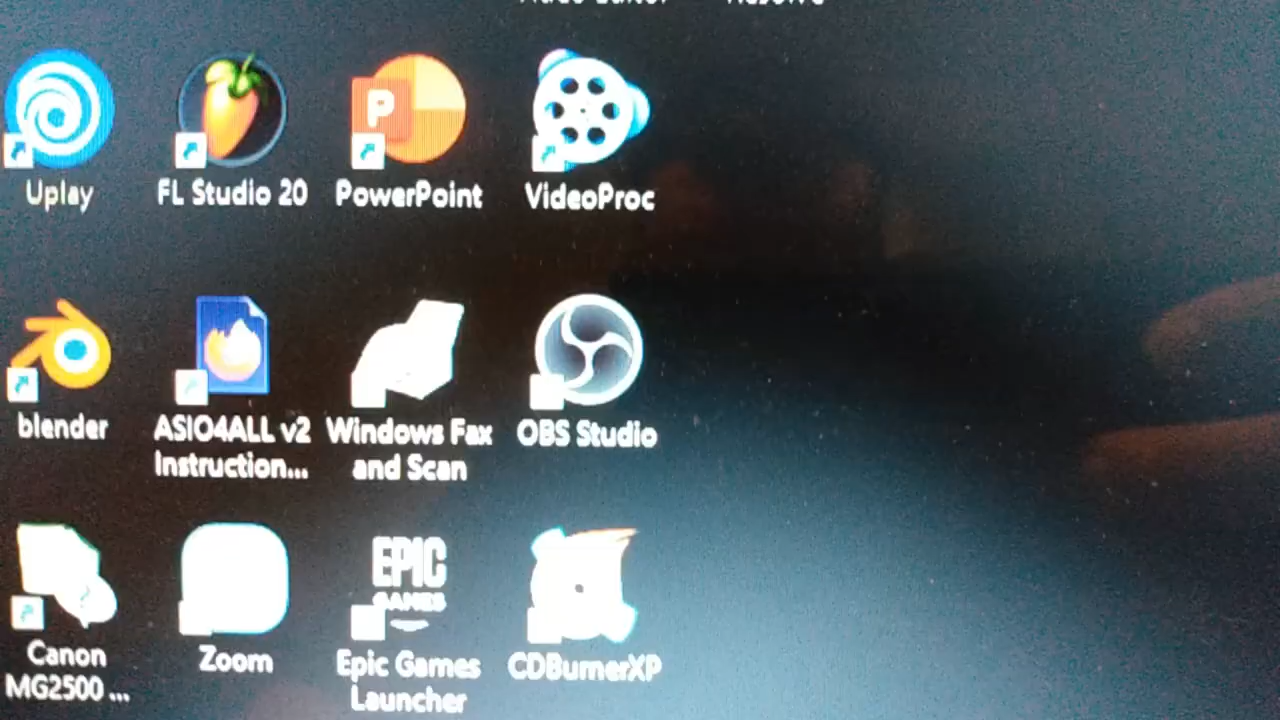 Uplay
FL Studio 20
P
PowerPoint
VideoProc
blender
ASIO4ALL v2
Instruction...
Windows Fax
and Scan
OBS Studio
Canon
MG2500 ...
Zoom
EPIC
GAMES
Epic Games
Launcher
CDBurnerXP